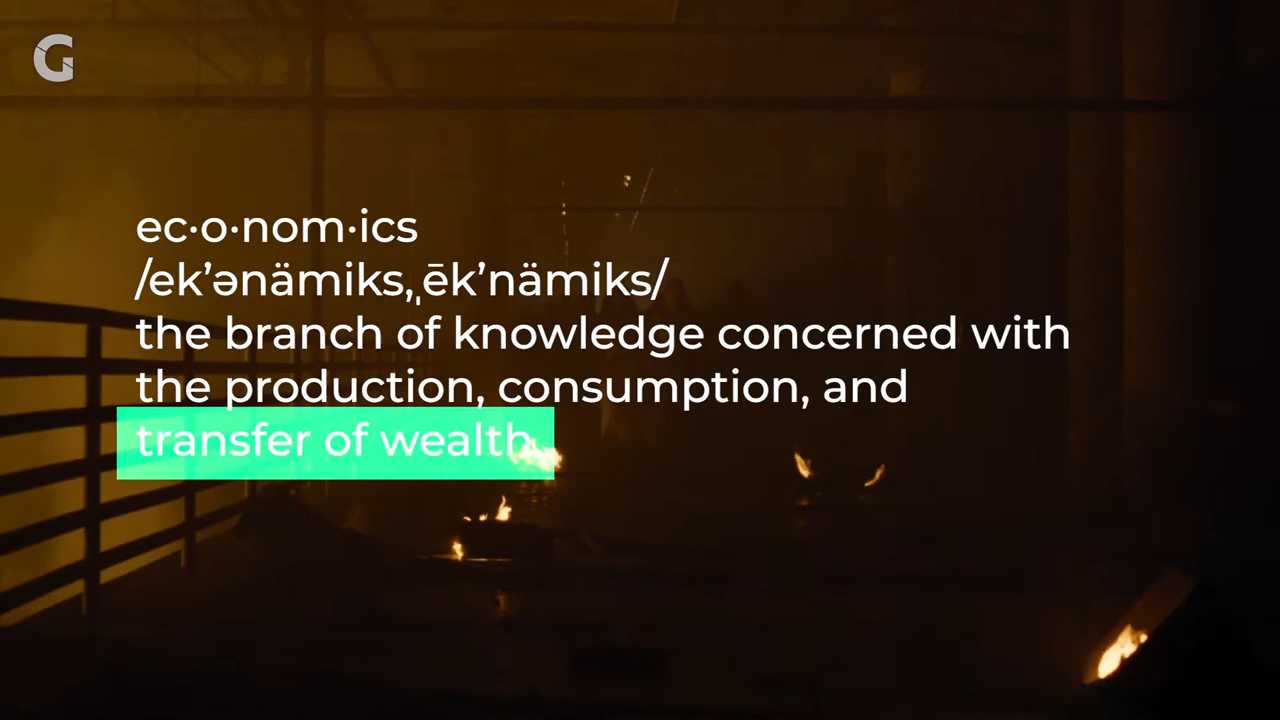 G
ec·o·nom·ics
/ek’ənämiks,ˌēk’nämiks/
the branch of knowledge concerned with
the production, consumption, and
transfer of wealth.